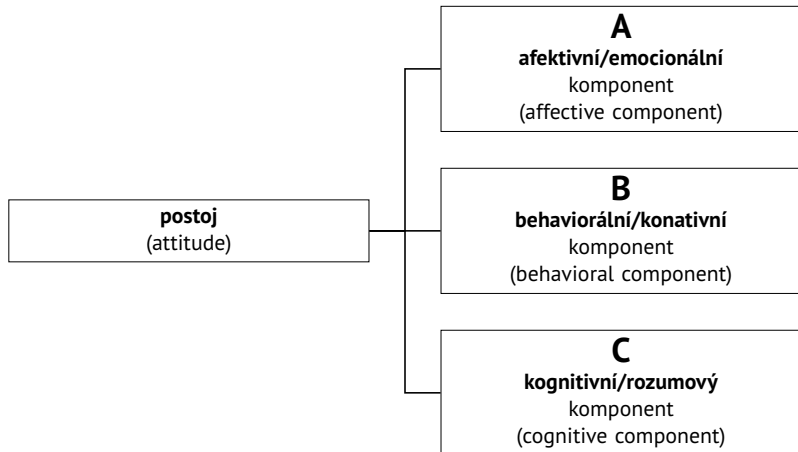 A
afektivní/emocionální
komponent
(affective component)
postoj
(attitude)
B
behaviorální/konativní
komponent
(behavioral component)
C
kognitivní/rozumový
komponent
(cognitive component)